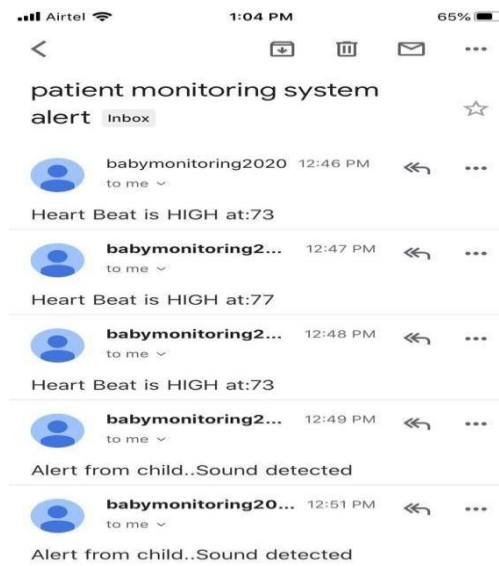 Airtel 1:04 PM 65%
patient monitoring system
alert Inbox
babymonitoring2020 12:46 PM
to me
Heart Beat is HIGH at:73
babymonitoring2... 12:47 PM
to me
Heart Beat is HIGH at:77
babymonitoring2... 12:48 PM
to me
Heart Beat is HIGH at:73
babymonitoring2... 12:49 PM
to me
Alert from child..Sound detected
babymonitoring20... 12:51 PM
to me
Alert from child..Sound detected